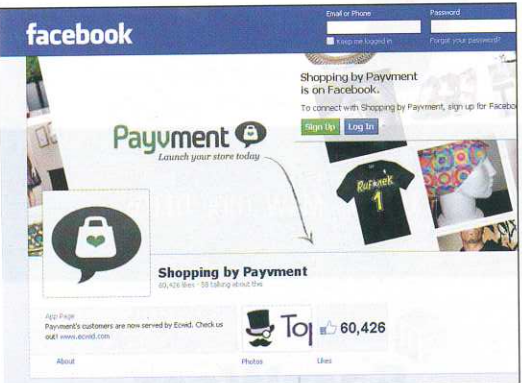 facebook
Email or Phone
Password
Keep me logged in
Forgot your password?
Shopping by Payvment
is on Facebook.
To connect with Shopping by Payvment, sign up for Facebo
Sign Up
Log In
Payvment
Launch your store today
RuFnek
1
Shopping by Payvment
60,426 likes · 58 talking about this
App Page
Payvment's customers are now served by Ecwid. Check us
out! www.ecwid.com
Top
60,426
About
Photos
Likes